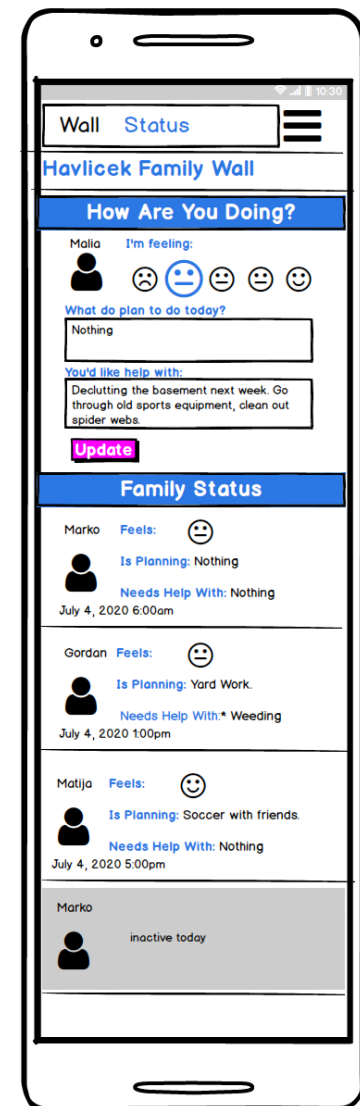 10:30
Wall Status
Havlicek Family Wall
How Are You Doing?
Malia I'm feeling:
What do plan to do today?
Nothing
You'd like help with:
Declutting the basement next week. Go
through old sports equipment, clean out
spider webs.
Update
Family Status
Marko Feels:
Is Planning: Nothing
Needs Help With: Nothing
July 4, 2020 6:00am
Gordan Feels:
Is Planning: Yard Work.
Needs Help With:* Weeding
July 4, 2020 1:00pm
Matija Feels:
Is Planning: Soccer with friends.
Needs Help With: Nothing
July 4, 2020 5:00pm
Marko
inactive today